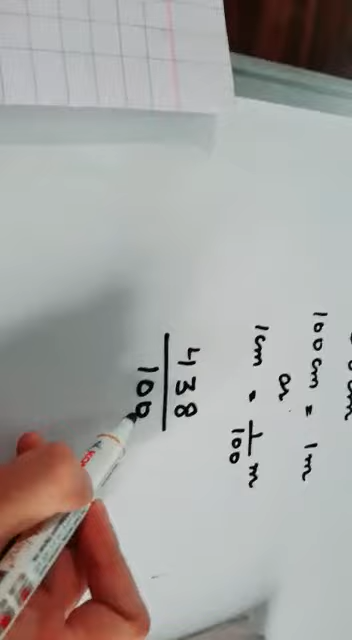 100cm = 1m
or
1cm = 1/100 m
438
100